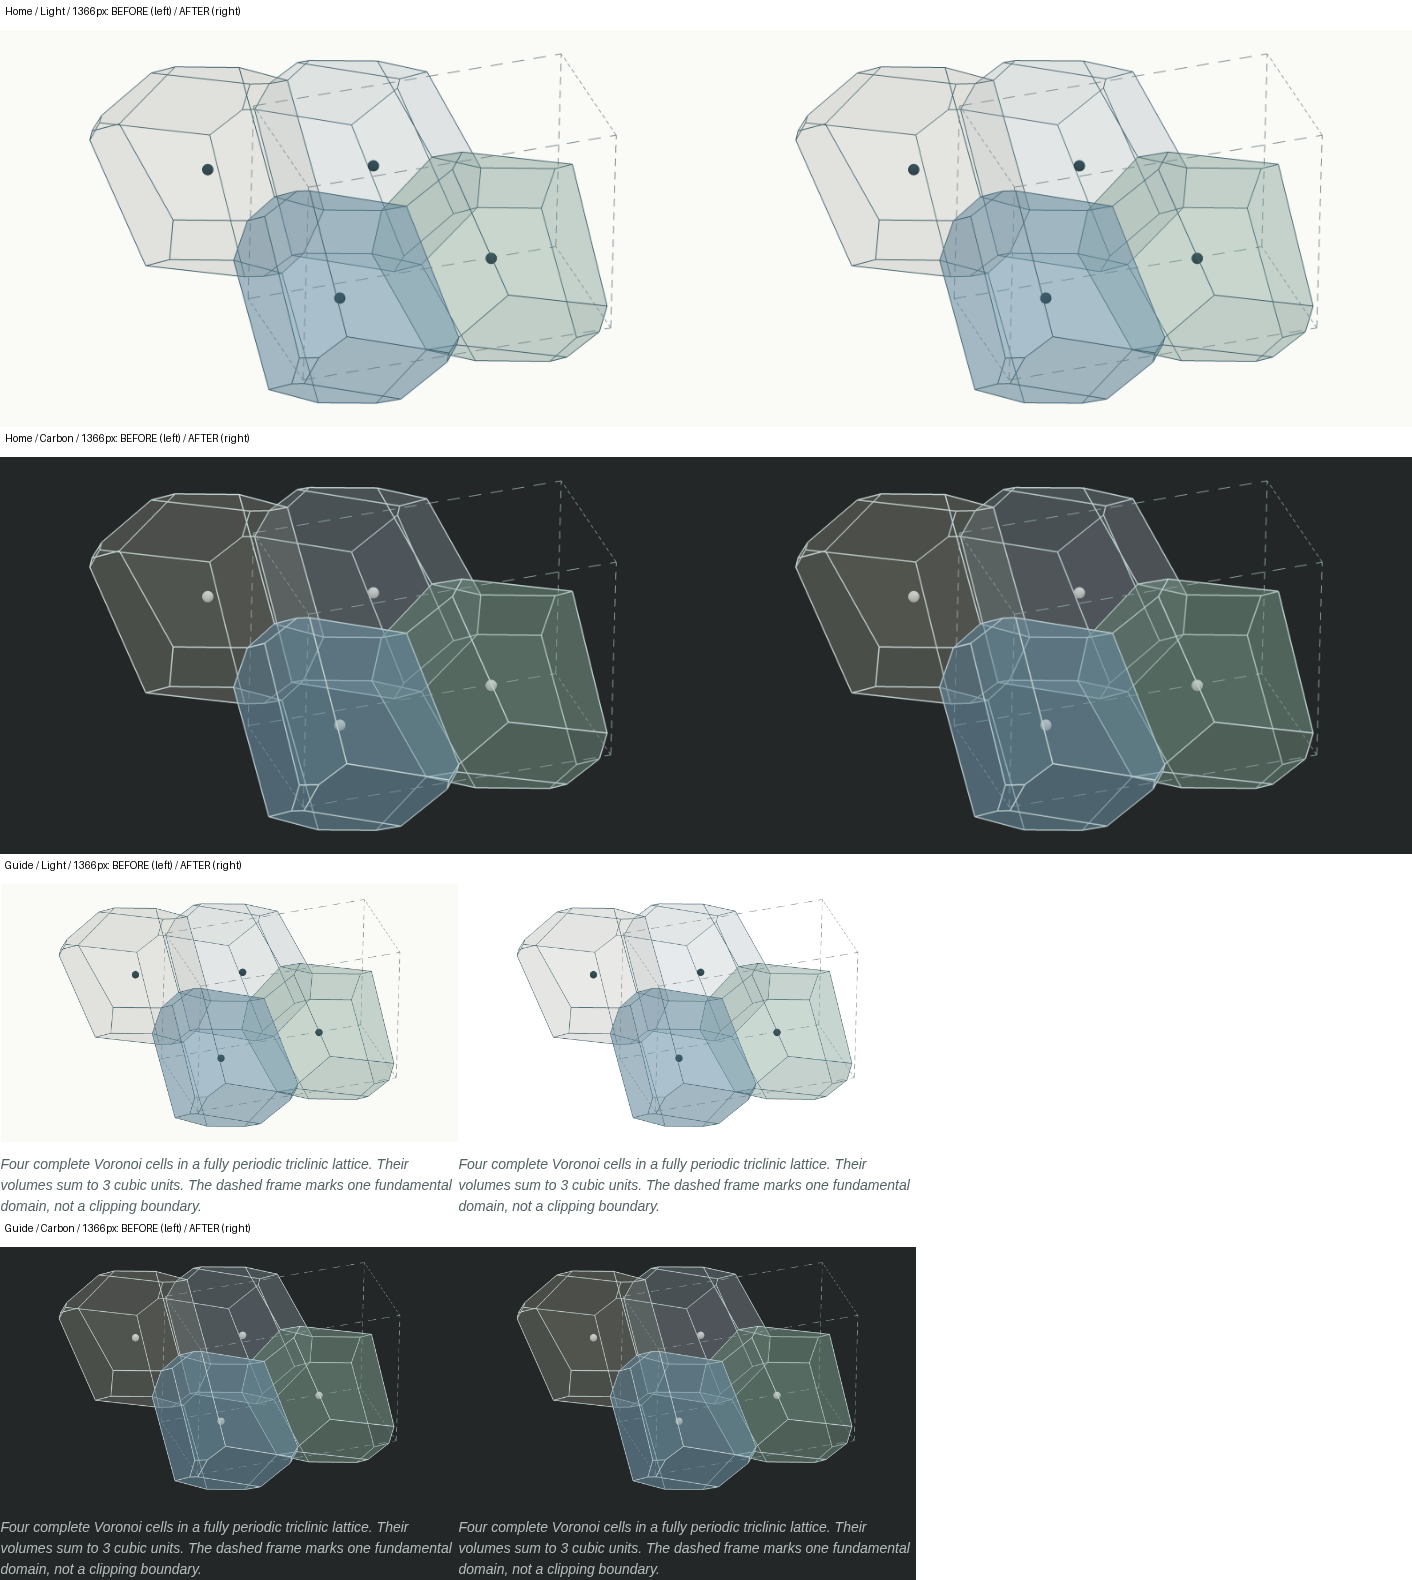 Home / Light / 1366px: BEFORE (left) / AFTER (right)
Home / Carbon / 1366px: BEFORE (left) / AFTER (right)
Guide / Light / 1366px: BEFORE (left) / AFTER (right)
Four complete Voronoi cells in a fully periodic triclinic lattice. Their
volumes sum to 3 cubic units. The dashed frame marks one fundamental
domain, not a clipping boundary.
Four complete Voronoi cells in a fully periodic triclinic lattice. Their
volumes sum to 3 cubic units. The dashed frame marks one fundamental
domain, not a clipping boundary.
Guide / Carbon / 1366px: BEFORE (left) / AFTER (right)
Four complete Voronoi cells in a fully periodic triclinic lattice. Their
volumes sum to 3 cubic units. The dashed frame marks one fundamental
domain, not a clipping boundary.
Four complete Voronoi cells in a fully periodic triclinic lattice. Their
volumes sum to 3 cubic units. The dashed frame marks one fundamental
domain, not a clipping boundary.